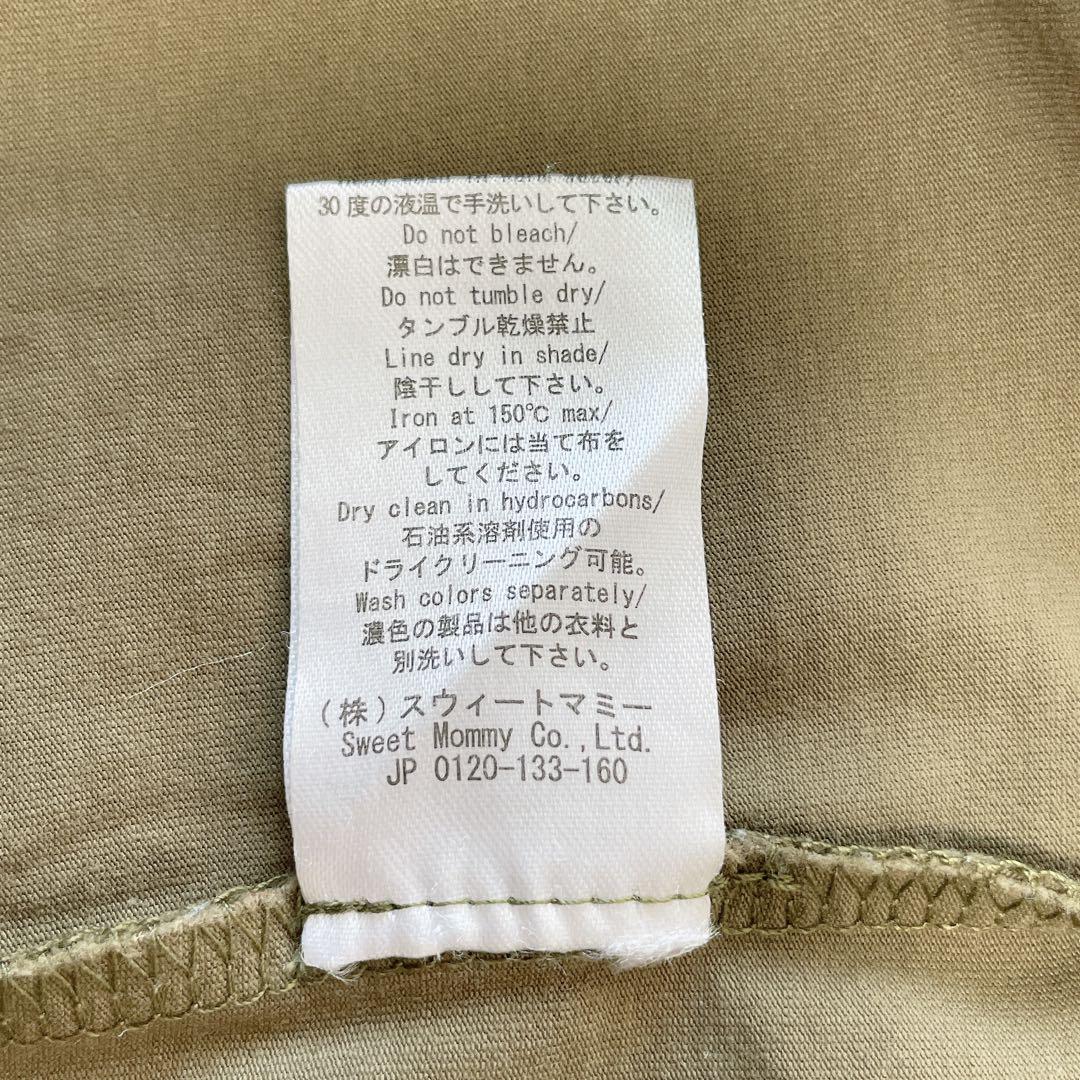 30度の液温で手洗いして下さい。
Do not bleach/
漂白はできません。
Do not tumble dry/
タンブル乾燥禁止
Line dry in shade/
陰干しして下さい。
Iron at 150℃ max/
アイロンには当て布を
してください。
Dry clean in hydrocarbons/
石油系溶剤使用の
ドライクリーニング可能。
Wash colors separately/
濃色の製品は他の衣料と
別洗いして下さい。
(株)スウィートマミー
Sweet Mommy Co.,Ltd.
JP 0120-133-160